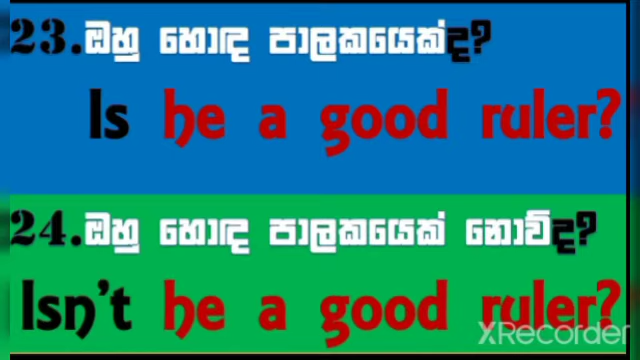 23.ඔහු හොඳ පාලකයෙක්ද?
Is he a good ruler?
24.ඔහු හොඳ පාලකයෙක් නොවේද?
Isn't he a good ruler?
XRecorder